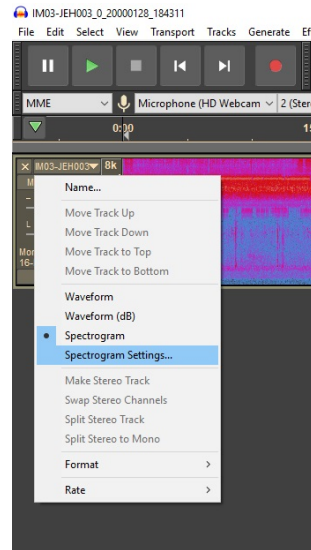 IM03-JEH003_0_20000128_184311
File Edit Select View Transport Tracks Generate
MME Microphone (HD Webcam 2 (Ster
0:00
IM03-JEH003 8k
Name...
Move Track Up
Move Track Down
Move Track to Top
Move Track to Bottom
Waveform
Waveform (dB)
Spectrogram
Spectrogram Settings...
Make Stereo Track
Swap Stereo Channels
Split Stereo Track
Split Stereo to Mono
Format
Rate